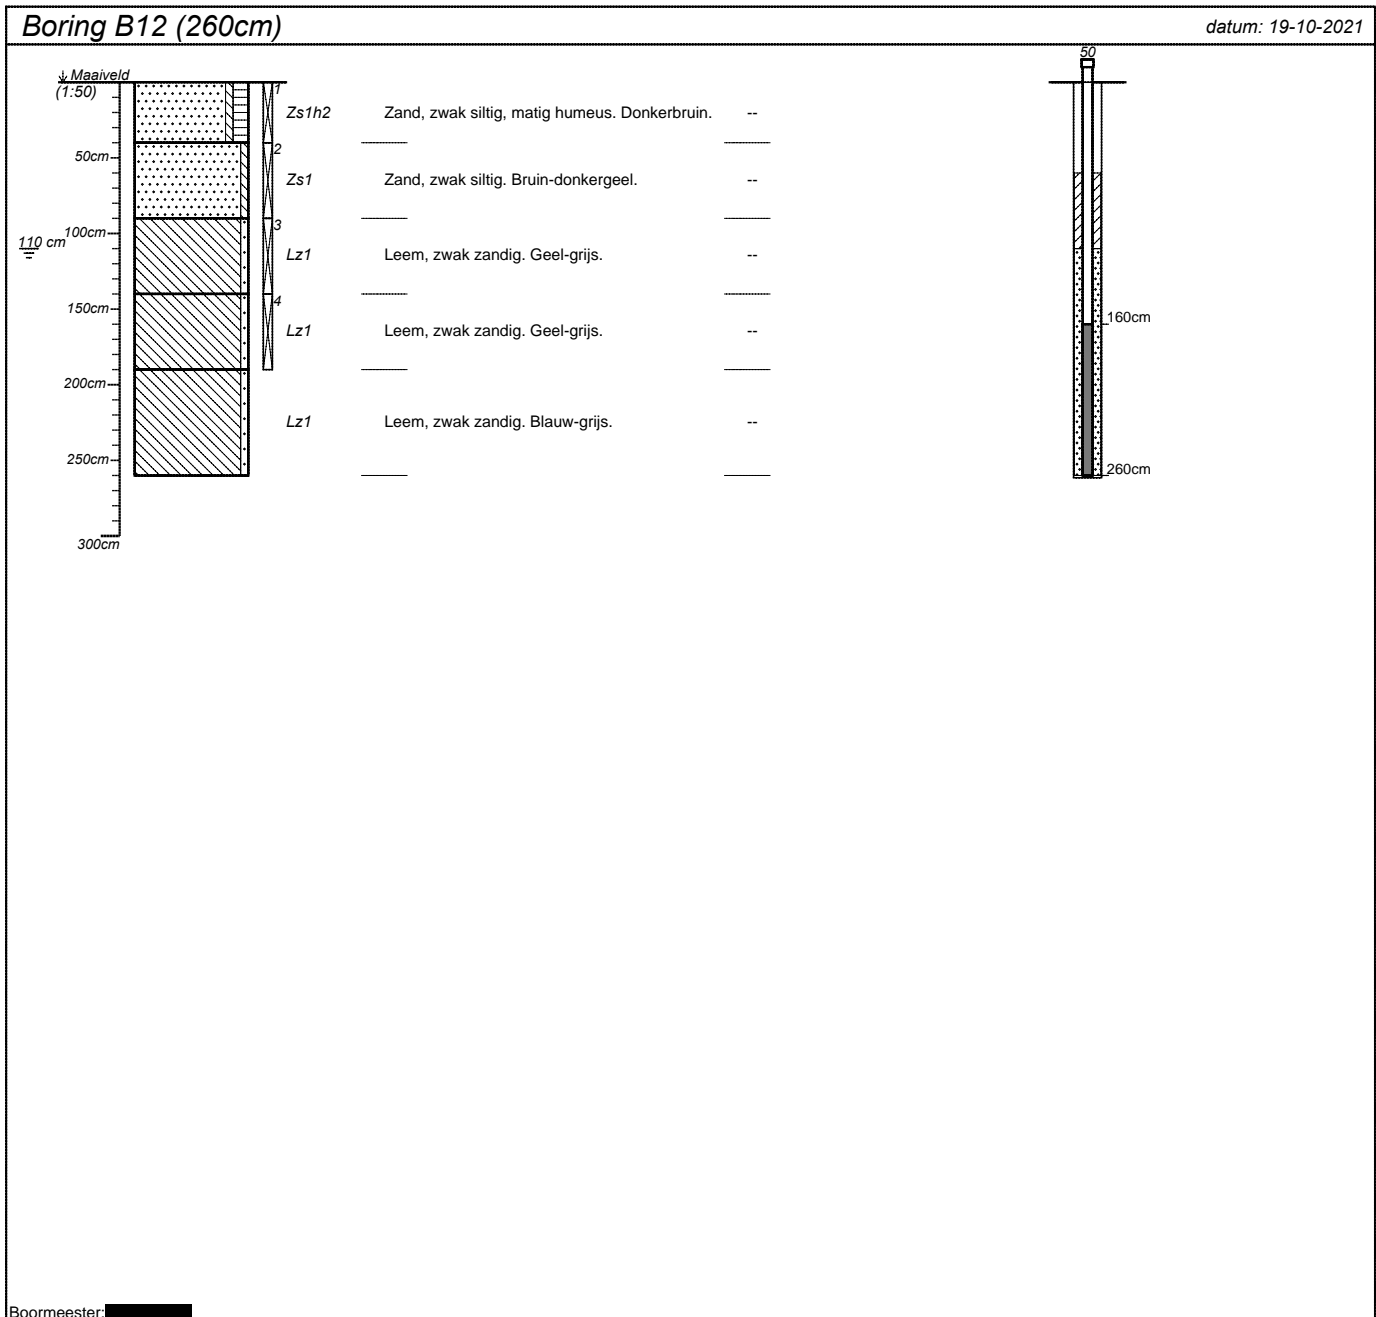 Boring B12 (260cm)
datum: 19-10-2021
50
Maaiveld
(1:50)
1
Zs1h2 Zand, zwak siltig, matig humeus. Donkerbruin. --
2
50cm
Zs1 Zand, zwak siltig. Bruin-donkergeel. --
3
100cm
110 cm
Lz1 Leem, zwak zandig. Geel-grijs. --
4
150cm
160cm
Lz1 Leem, zwak zandig. Geel-grijs. --
200cm
Lz1 Leem, zwak zandig. Blauw-grijs. --
250cm
260cm
300cm
Boormeester: